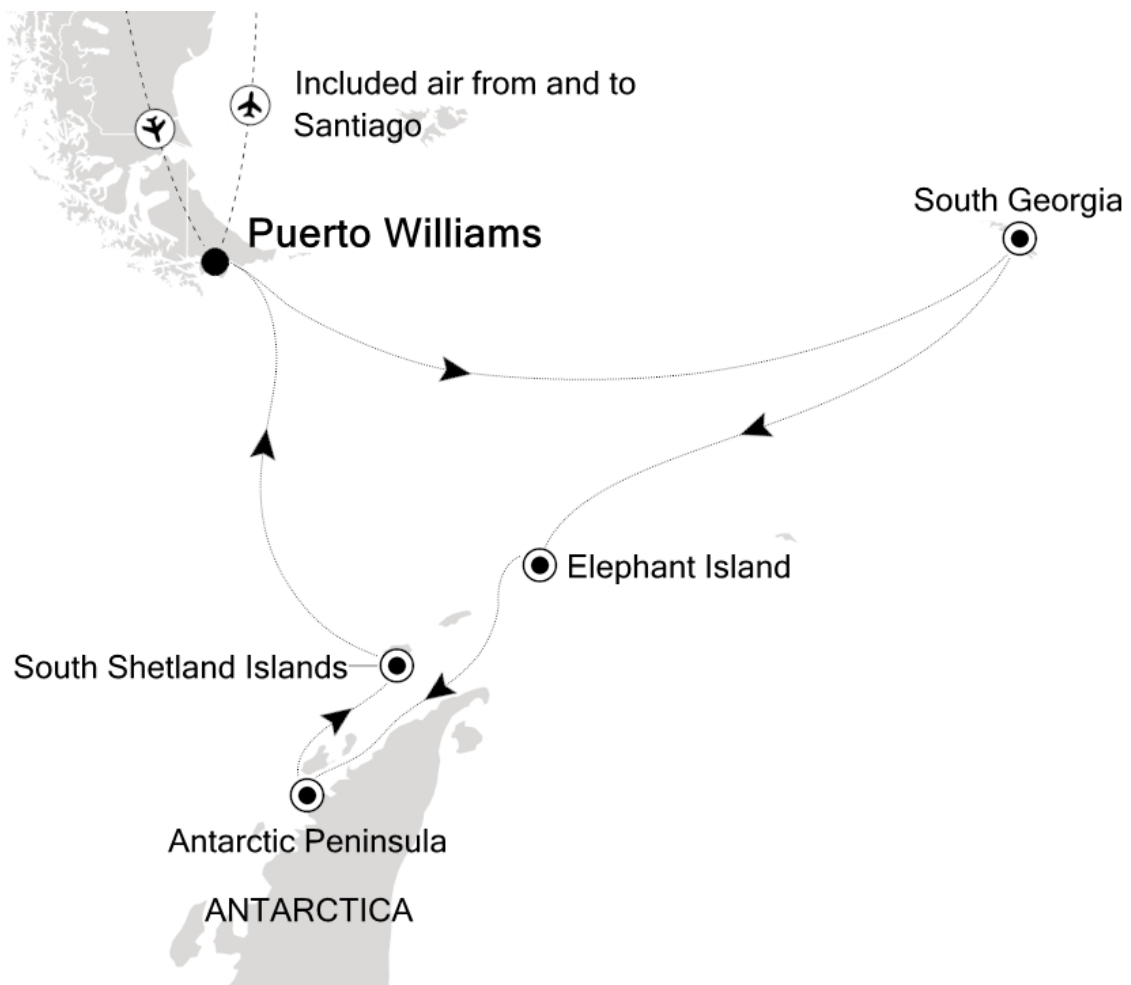 Included air from and to
Santiago
South Georgia
Puerto Williams
Elephant Island
South Shetland Islands
Antarctic Peninsula
ANTARCTICA